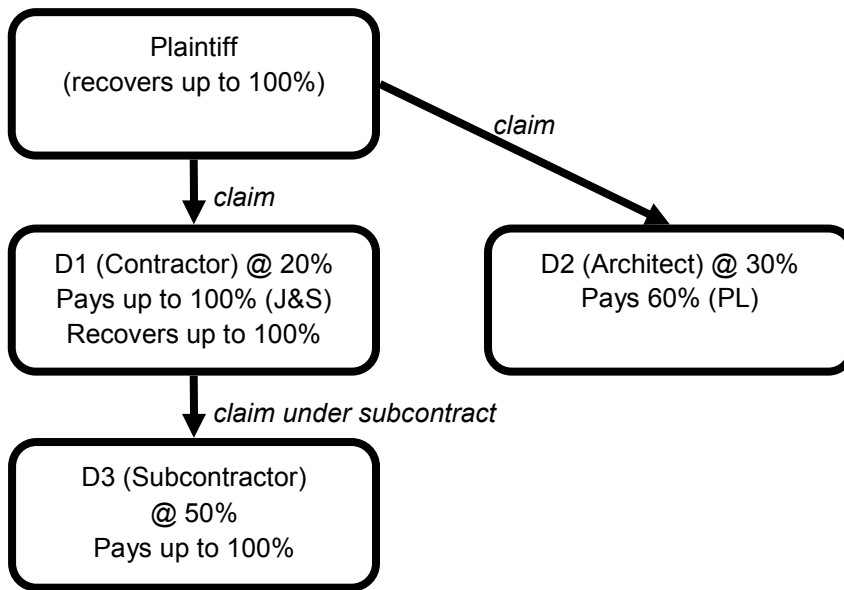 Plaintiff
(recovers up to 100%)
claim
claim
D1 (Contractor) @ 20%
Pays up to 100% (J&S)
Recovers up to 100%
D2 (Architect) @ 30%
Pays 60% (PL)
claim under subcontract
D3 (Subcontractor)
@ 50%
Pays up to 100%